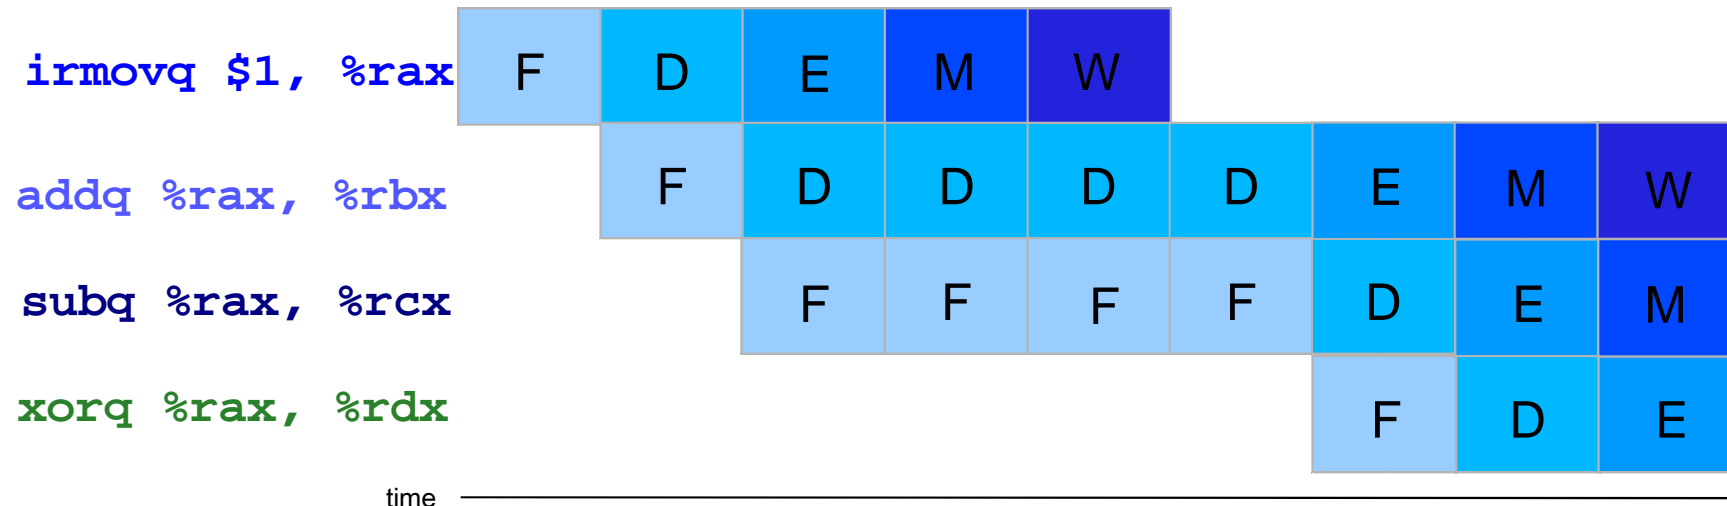 irmovq $1, %rax F D E M W
addq %rax, %rbx F D D D D E M W
subq %rax, %rcx F F F F D E M
xorq %rax, %rdx F D E
time